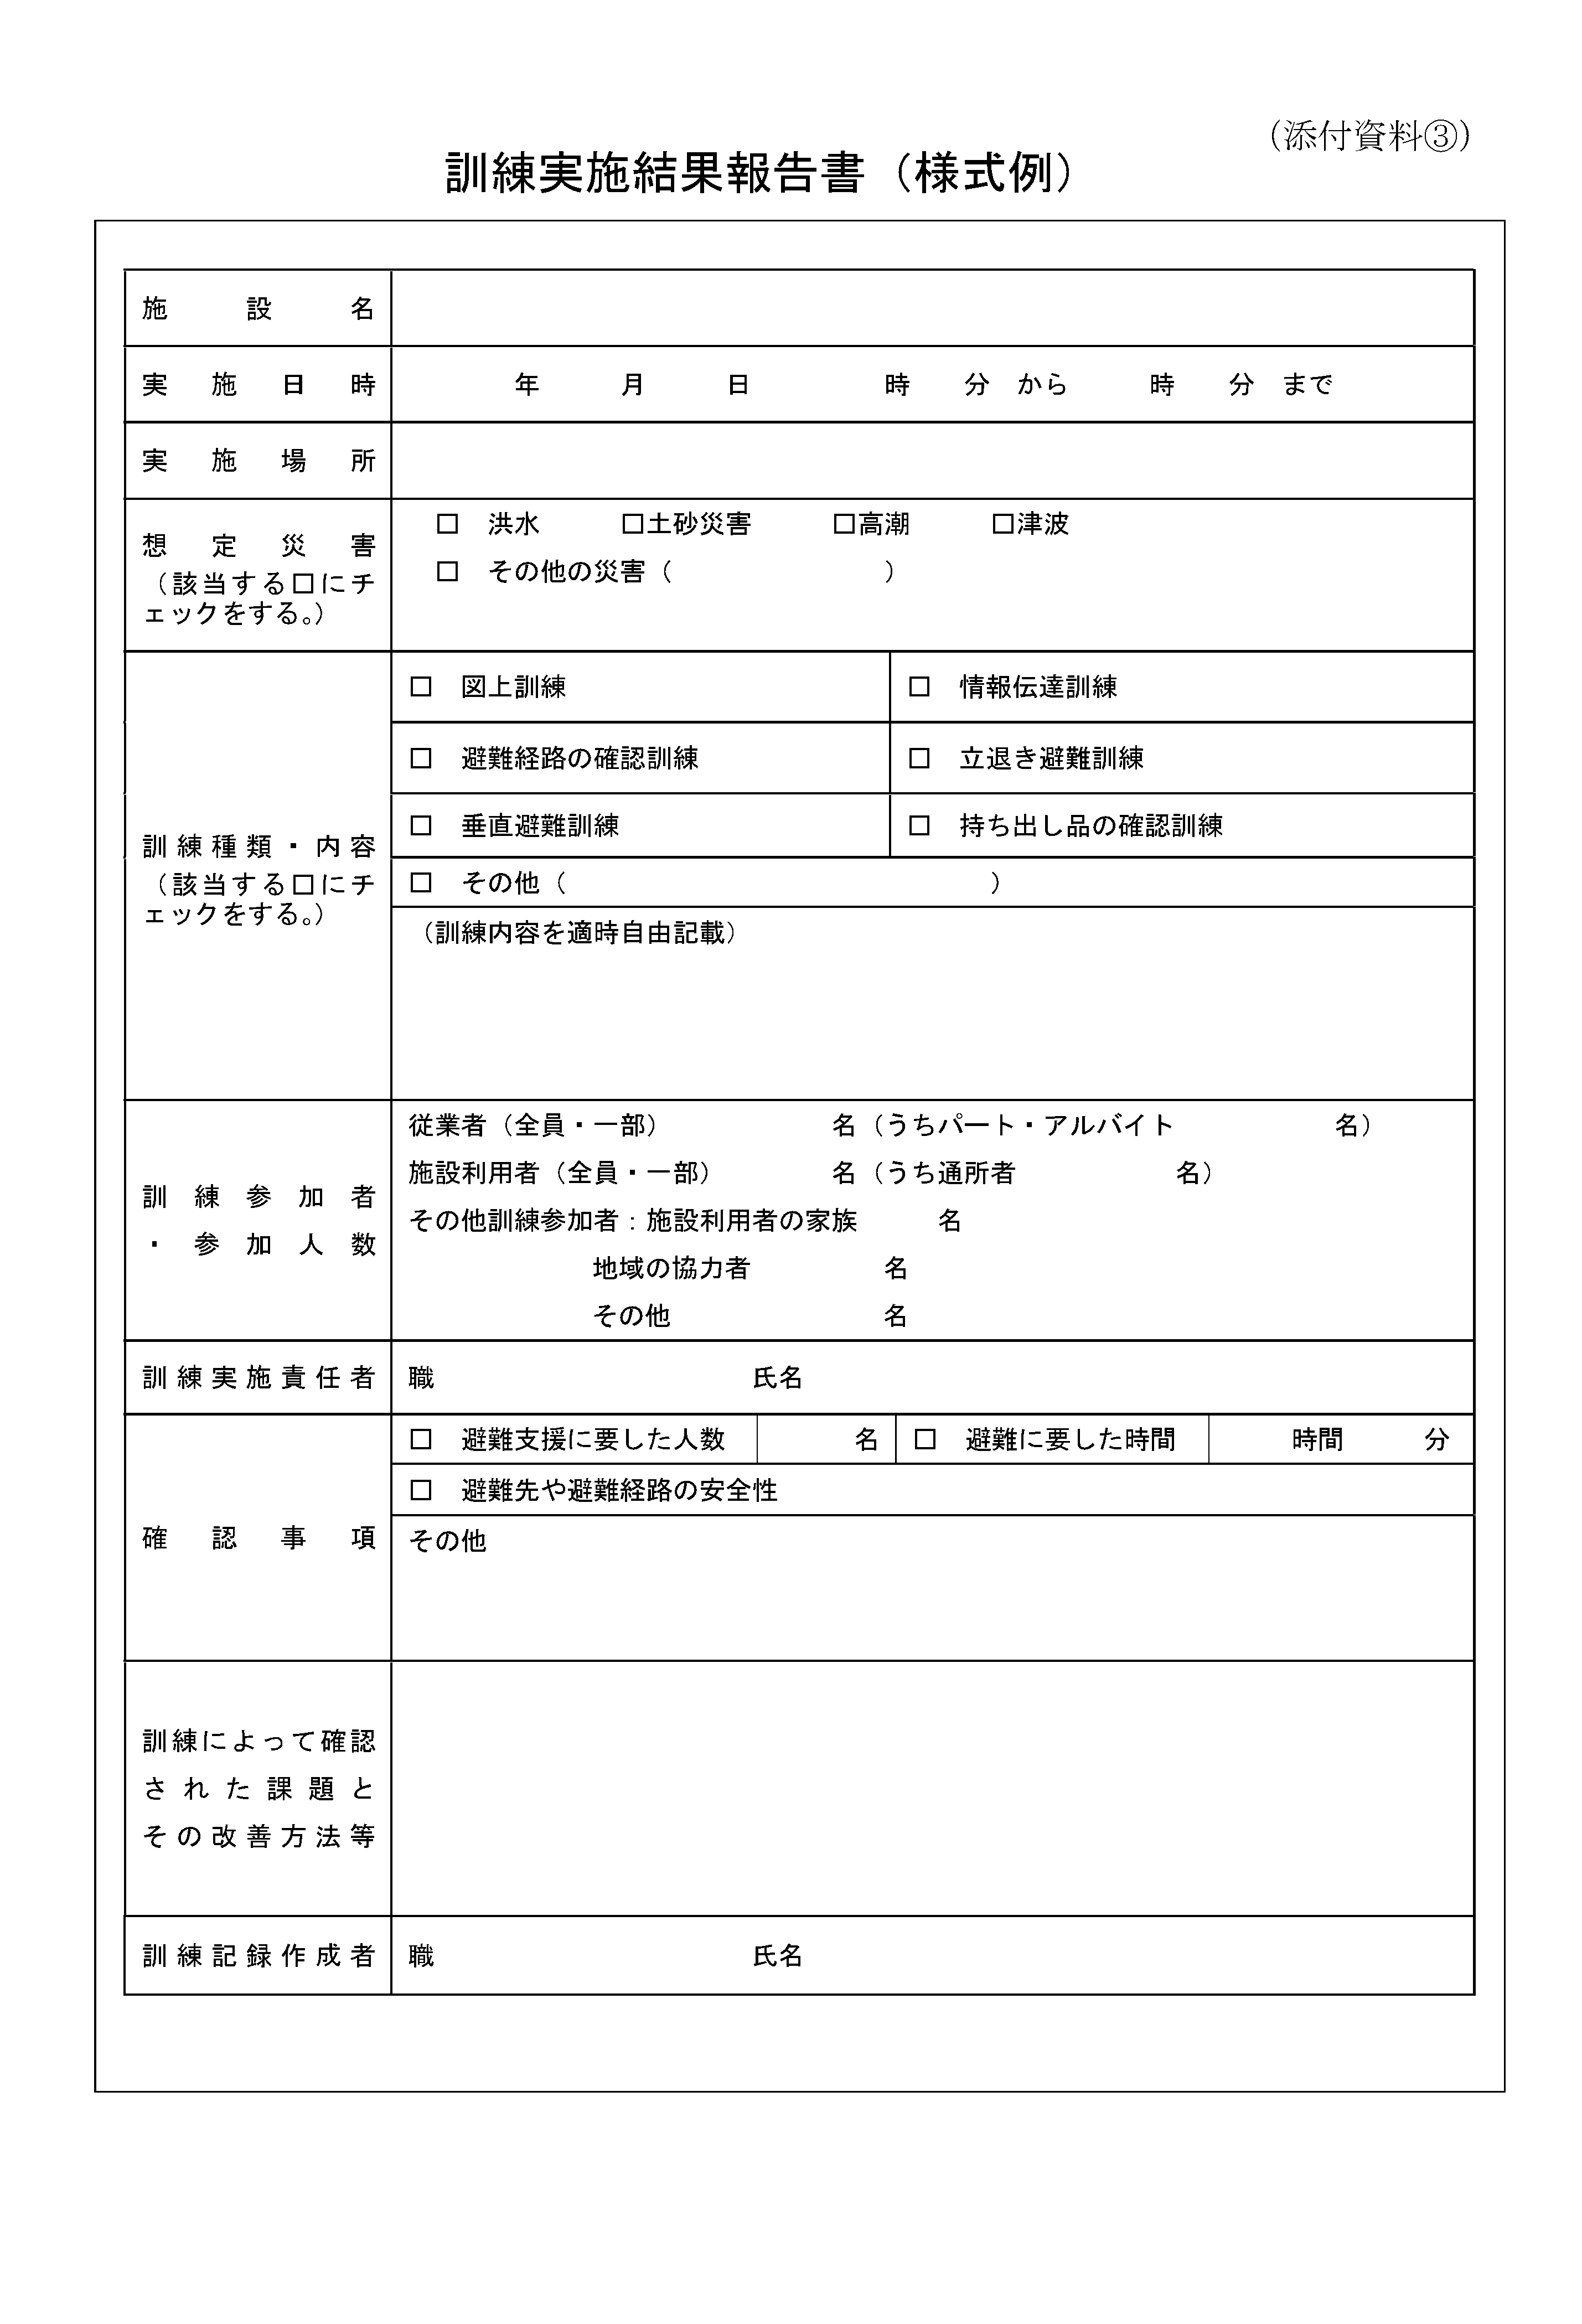 （添付資料③）
訓練実施結果報告書（様式例）
施設名
実施日時　年　月　日　時　分　から　時　分　まで
実施場所
想定災害
（該当する口にチ
ェックをする。）
□　洪水　□土砂災害　□高潮　□津波
□　その他の災害（　　　）
訓練種類・内容
（該当する口にチ
ェックをする。）
□　図上訓練　□　情報伝達訓練
□　避難経路の確認訓練　□　立退き避難訓練
□　垂直避難訓練　□　持ち出し品の確認訓練
□　その他（　　　）
（訓練内容を適時自由記載）
訓練参加者
・参加人数
従業者（全員・一部）　名（うちパート・アルバイト　名）
施設利用者（全員・一部）　名（うち通所者　名）
その他訓練参加者：施設利用者の家族　名
地域の協力者　名
その他　名
訓練実施責任者　職　氏名
確認事項
□　避難支援に要した人数　名　□　避難に要した時間　時間　分
□　避難先や避難経路の安全性
その他
訓練によって確認
された課題と
その改善方法等
訓練記録作成者　職　氏名